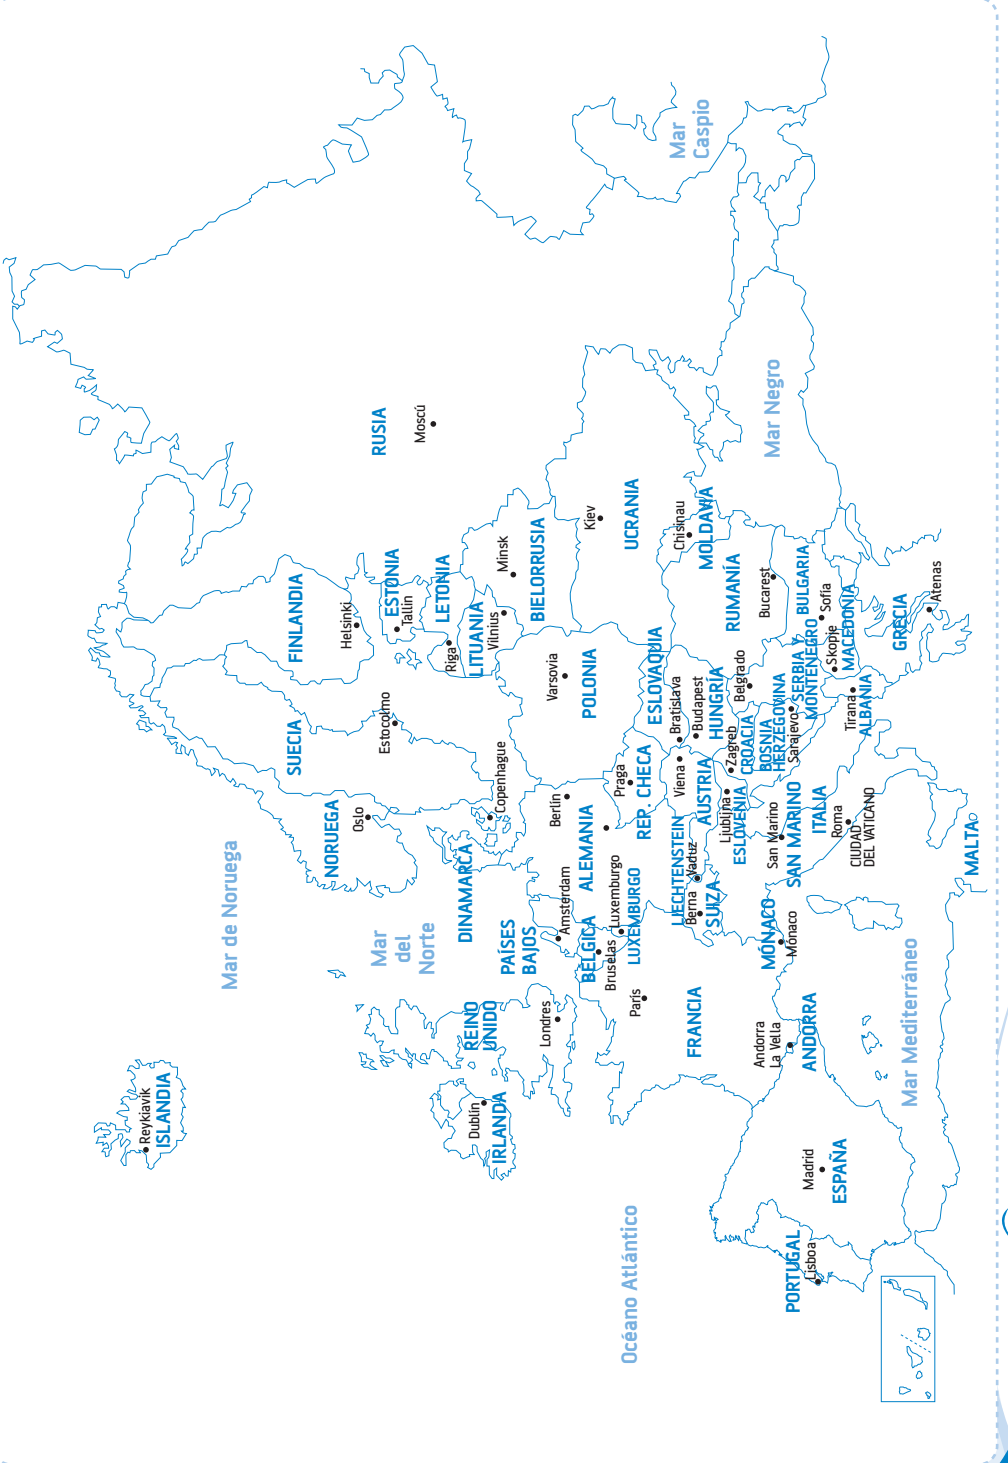 Mar de Noruega
Reykiavik
ISLANDIA
NORUEGA
Oslo
SUECIA
Estocolmo
FINLANDIA
Helsinki
RUSIA
Moscú
ESTONIA
Tallin
LETONIA
Riga
LITUANIA
Vilnius
Minsk
BIELORRUSIA
Mar
del
Norte
DINAMARCA
Copenhague
REINO
UNIDO
Londres
Dublín
IRLANDA
PAÍSES
BAJOS
Amsterdam
BÉLGICA
Bruselas
Luxemburgo
LUXEMBURGO
Berlín
ALEMANIA
Varsovia
POLONIA
Kiev
UCRANIA
Praga
REP. CHECA
ESLOVAQUIA
Bratislava
Viena
AUSTRIA
Budapest
HUNGRÍA
Chisinau
MOLDAVIA
RUMANÍA
Bucarest
Océano Atlántico
París
FRANCIA
LIECHTENSTEIN
Vaduz
Berna
SUIZA
Ljublijna
ESLOVENIA
Zagreb
CROACIA
BOSNIA
HERZEGOVINA
Sarajevo
Belgrado
SERBIA Y
MONTENEGRO
BULGARIA
Sofía
Skopje
MACEDONIA
Tirana
ALBANIA
GRECIA
Atenas
San Marino
SAN MARINO
ITALIA
Roma
CIUDAD
DEL VATICANO
MALTA
MÓNACO
Mónaco
Andorra
La Vella
ANDORRA
Madrid
ESPAÑA
PORTUGAL
Lisboa
Mar Mediterráneo
Mar Negro
Mar
Caspio